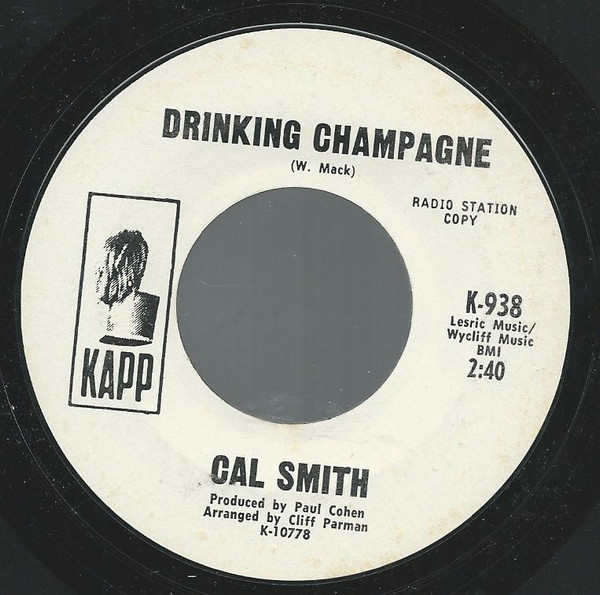 DRINKING CHAMPAGNE
(W. Mack)
RADIO STATION
COPY
KAPP
K-938
Lesric Music/
Wycliff Music
BMI
2:40
CAL SMITH
Produced by Paul Cohen
Arranged by Cliff Parman
K-10778